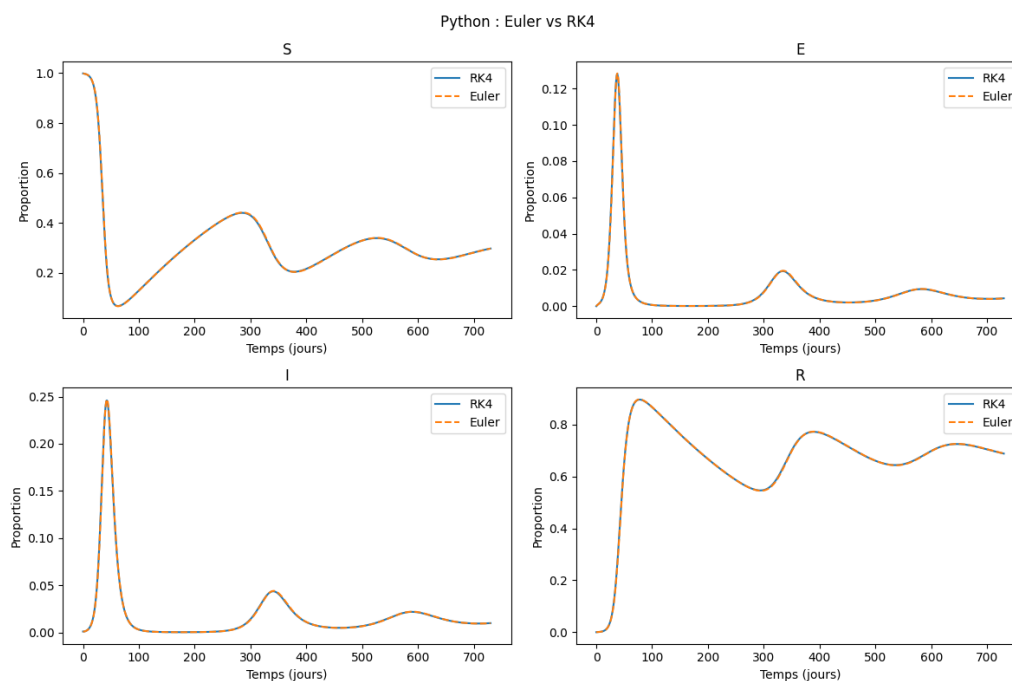 Python : Euler vs RK4
S
1.0
0.8
0.6
0.4
0.2
Proportion
0 100 200 300 400 500 600 700
Temps (jours)
RK4
Euler
E
0.12
0.10
0.08
0.06
0.04
0.02
0.00
Proportion
0 100 200 300 400 500 600 700
Temps (jours)
RK4
Euler
I
0.25
0.20
0.15
0.10
0.05
0.00
Proportion
0 100 200 300 400 500 600 700
Temps (jours)
RK4
Euler
R
0.8
0.6
0.4
0.2
0.0
Proportion
0 100 200 300 400 500 600 700
Temps (jours)
RK4
Euler